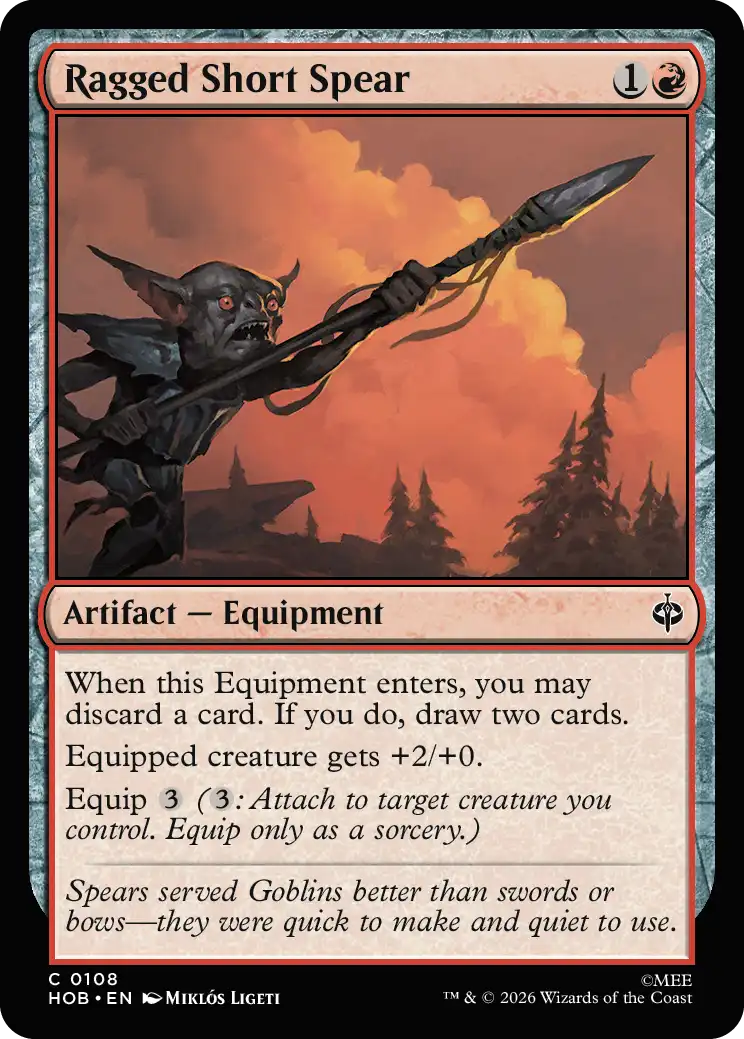 Ragged Short Spear 1
Artifact — Equipment
When this Equipment enters, you may
discard a card. If you do, draw two cards.
Equipped creature gets +2/+0.
Equip 3 (3: Attach to target creature you
control. Equip only as a sorcery.)
Spears served Goblins better than swords or
bows—they were quick to make and quiet to use.
C 0108
©MEE
HOB • EN Miklós Ligeti
™ & © 2026 Wizards of the Coast